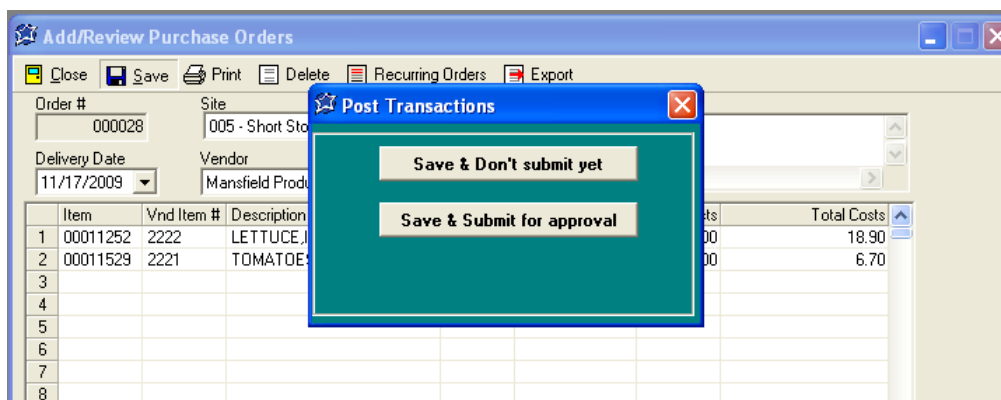 Add/Review Purchase Orders
Close Save Print Delete Recurring Orders Export
Post Transactions
Order # Site
000028 005 - Short Sto
Save & Don't submit yet
Delivery Date Vendor
11/17/2009 Mansfield Produ
Save & Submit for approval
Item Vnd Item # Description Total Costs
1 00011252 2222 LETTUCE,I 00 18.90
2 00011529 2221 TOMATOES 00 6.70
3
4
5
6
7
8